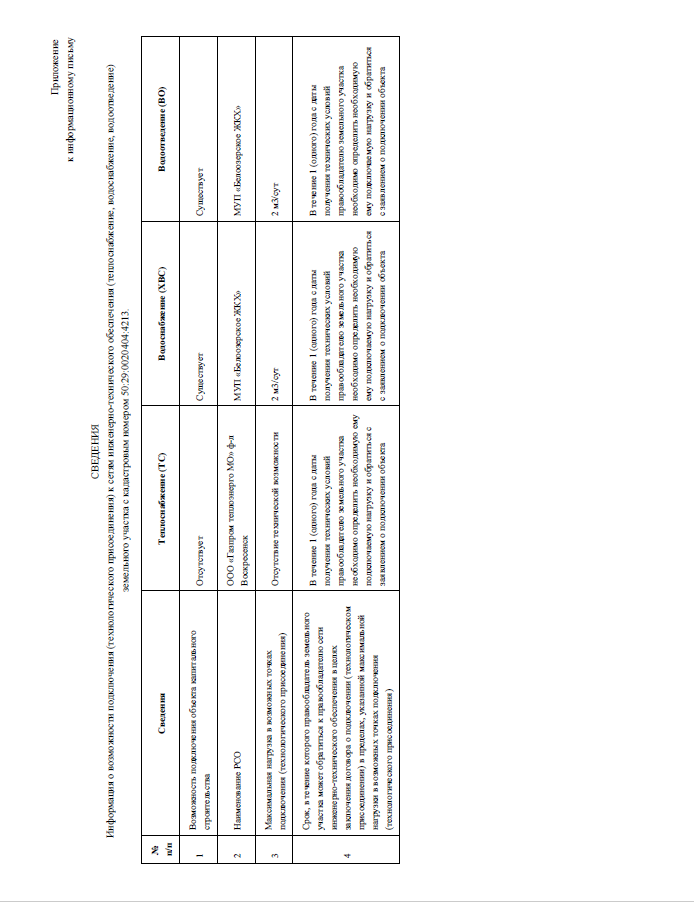 Приложение
к информационному письму
СВЕДЕНИЯ
Информация о возможности подключения (технологического присоединения) к сетям инженерно-технического обеспечения (теплоснабжение, водоснабжение, водоотведение)
земельного участка с кадастровым номером 50:29:0020404:4213.
№
п/п
Сведения
Теплоснабжение (ТС)
Водоснабжение (ХВС)
Водоотведение (ВО)
1
Возможность подключения объекта капитального
строительства
Отсутствует
Существует
Существует
2
Наименование РСО
ООО «Газпром теплоэнерго МО» ф-л
Воскресенск
МУП «Белоозерское ЖКХ»
МУП «Белоозерское ЖКХ»
3
Максимальная нагрузка в возможных точках
подключения (технологического присоединения)
Отсутствие технической возможности
2 м3/сут
2 м3/сут
4
Срок, в течение которого правообладатель земельного
участка может обратиться к правообладателю сети
инженерно-технического обеспечения в целях
заключения договора о подключении (технологическом
присоединении) в пределах, указанной максимальной
нагрузки в возможных точках подключения
(технологического присоединения)
В течение 1 (одного) года с даты
получения технических условий
правообладателю земельного участка
необходимо определить необходимую ему
подключаемую нагрузку и обратиться с
заявлением о подключении объекта
В течение 1 (одного) года с даты
получения технических условий
правообладателю земельного участка
необходимо определить необходимую
ему подключаемую нагрузку и обратиться
с заявлением о подключении объекта
В течение 1 (одного) года с даты
получения технических условий
правообладателю земельного участка
необходимо определить необходимую
ему подключаемую нагрузку и обратиться
с заявлением о подключении объекта